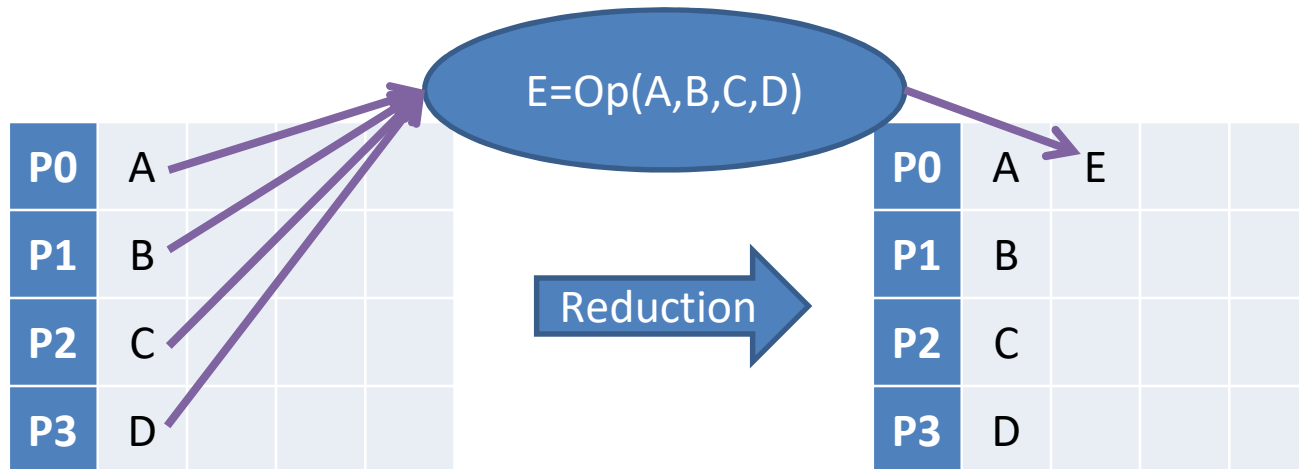 E=Op(A,B,C,D)
P0 A
P1 B
P2 C
P3 D
Reduction
P0 A E
P1 B
P2 C
P3 D